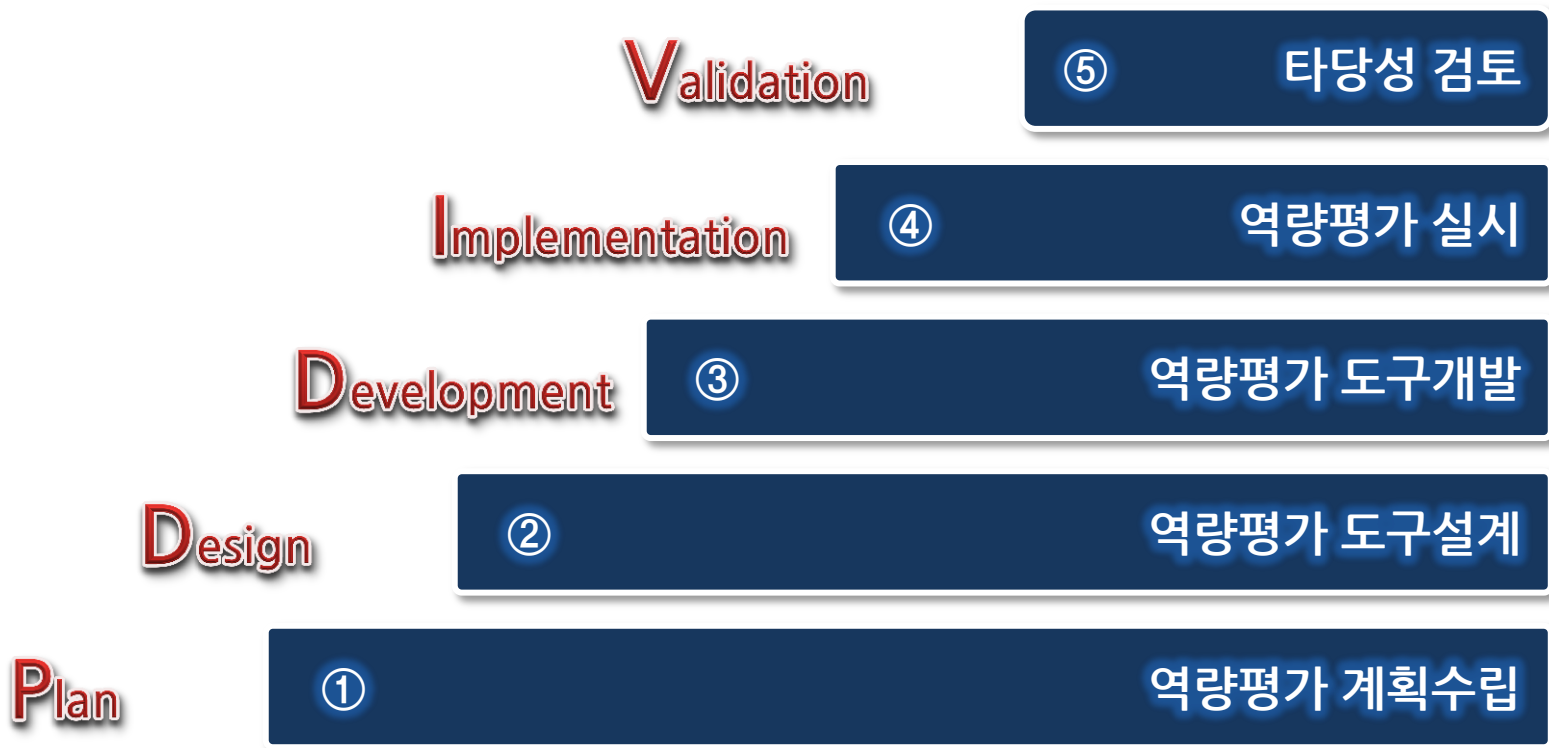 Validation ⑤ 타당성 검토
Implementation ④ 역량평가 실시
Development ③ 역량평가 도구개발
Design ② 역량평가 도구설계
Plan ① 역량평가 계획수립